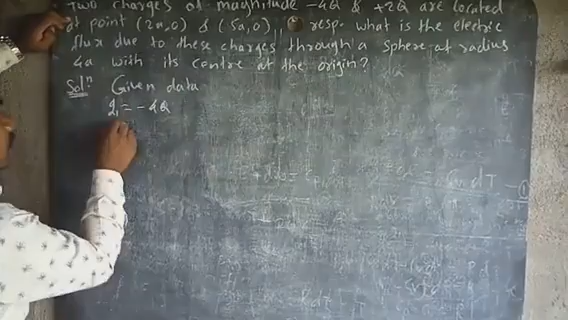 Two charges of magnitude -4Q & +2Q are located
at point (2a,0) & (5a,0) resp. what is the electric
flux due to these charges through a sphere of radius
4a with its centre at the origin?
Solⁿ Given data
q₁ = -4Q